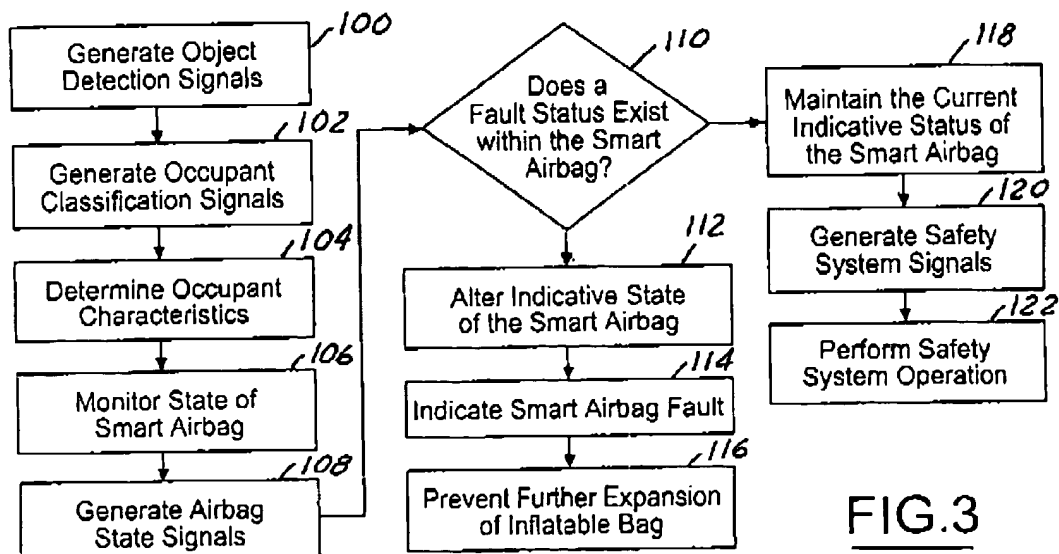 100
Generate Object
Detection Signals
102
Generate Occupant
Classification Signals
104
Determine Occupant
Characteristics
106
Monitor State of
Smart Airbag
108
Generate Airbag
State Signals
110
Does a
Fault Status Exist
within the Smart
Airbag?
112
Alter Indicative State
of the Smart Airbag
114
Indicate Smart Airbag Fault
116
Prevent Further Expansion
of Inflatable Bag
118
Maintain the Current
Indicative Status of
the Smart Airbag
120
Generate Safety
System Signals
122
Perform Safety
System Operation
FIG.3